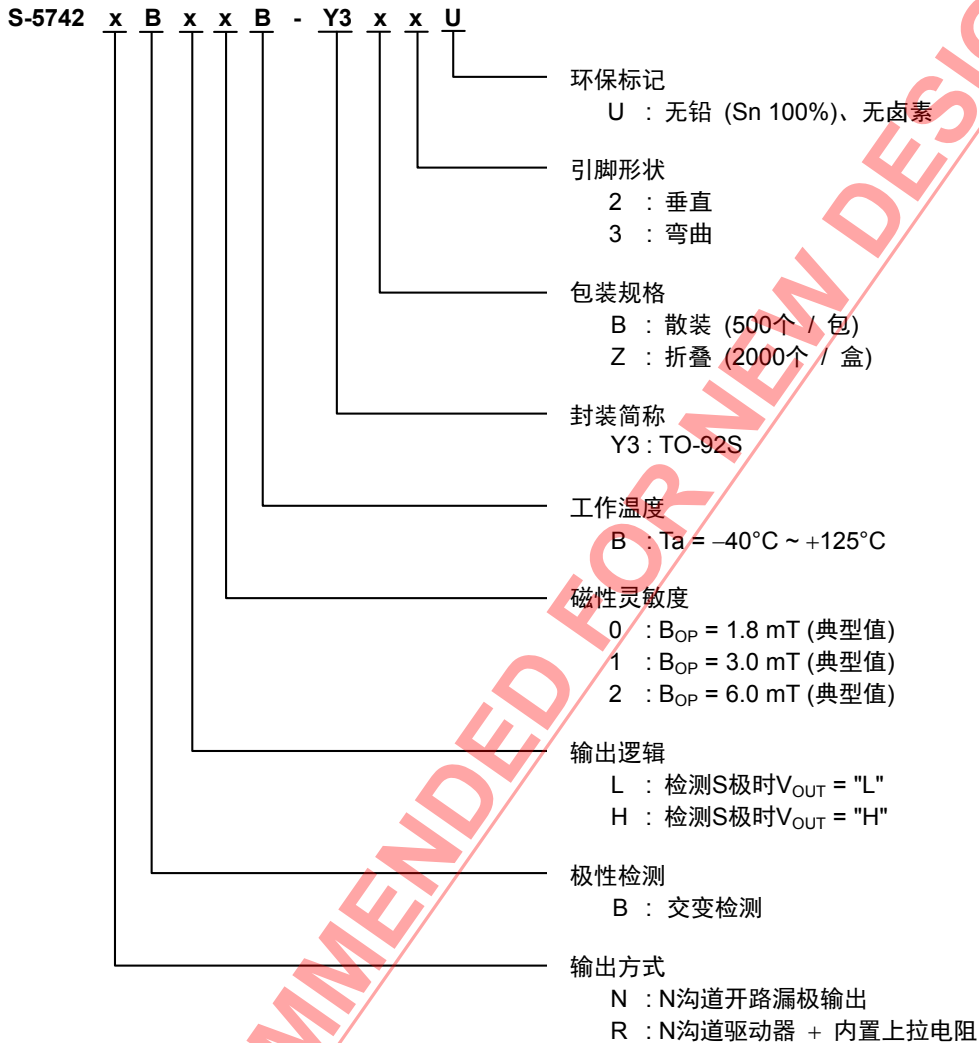 S-5742 x B x x B - Y3 x x U
环保标记
U : 无铅 (Sn 100%)、无卤素
引脚形状
2 : 垂直
3 : 弯曲
包装规格
B : 散装 (500个 / 包)
Z : 折叠 (2000个 / 盒)
封装简称
Y3 : TO-92S
工作温度
B : Ta = −40°C ~ +125°C
磁性灵敏度
0 : BOP = 1.8 mT (典型值)
1 : BOP = 3.0 mT (典型值)
2 : BOP = 6.0 mT (典型值)
输出逻辑
L : 检测S极时VOUT = "L"
H : 检测S极时VOUT = "H"
极性检测
B : 交变检测
输出方式
N : N沟道开路漏极输出
R : N沟道驱动器 + 内置上拉电阻
MMENDED FOR NEW DESIG